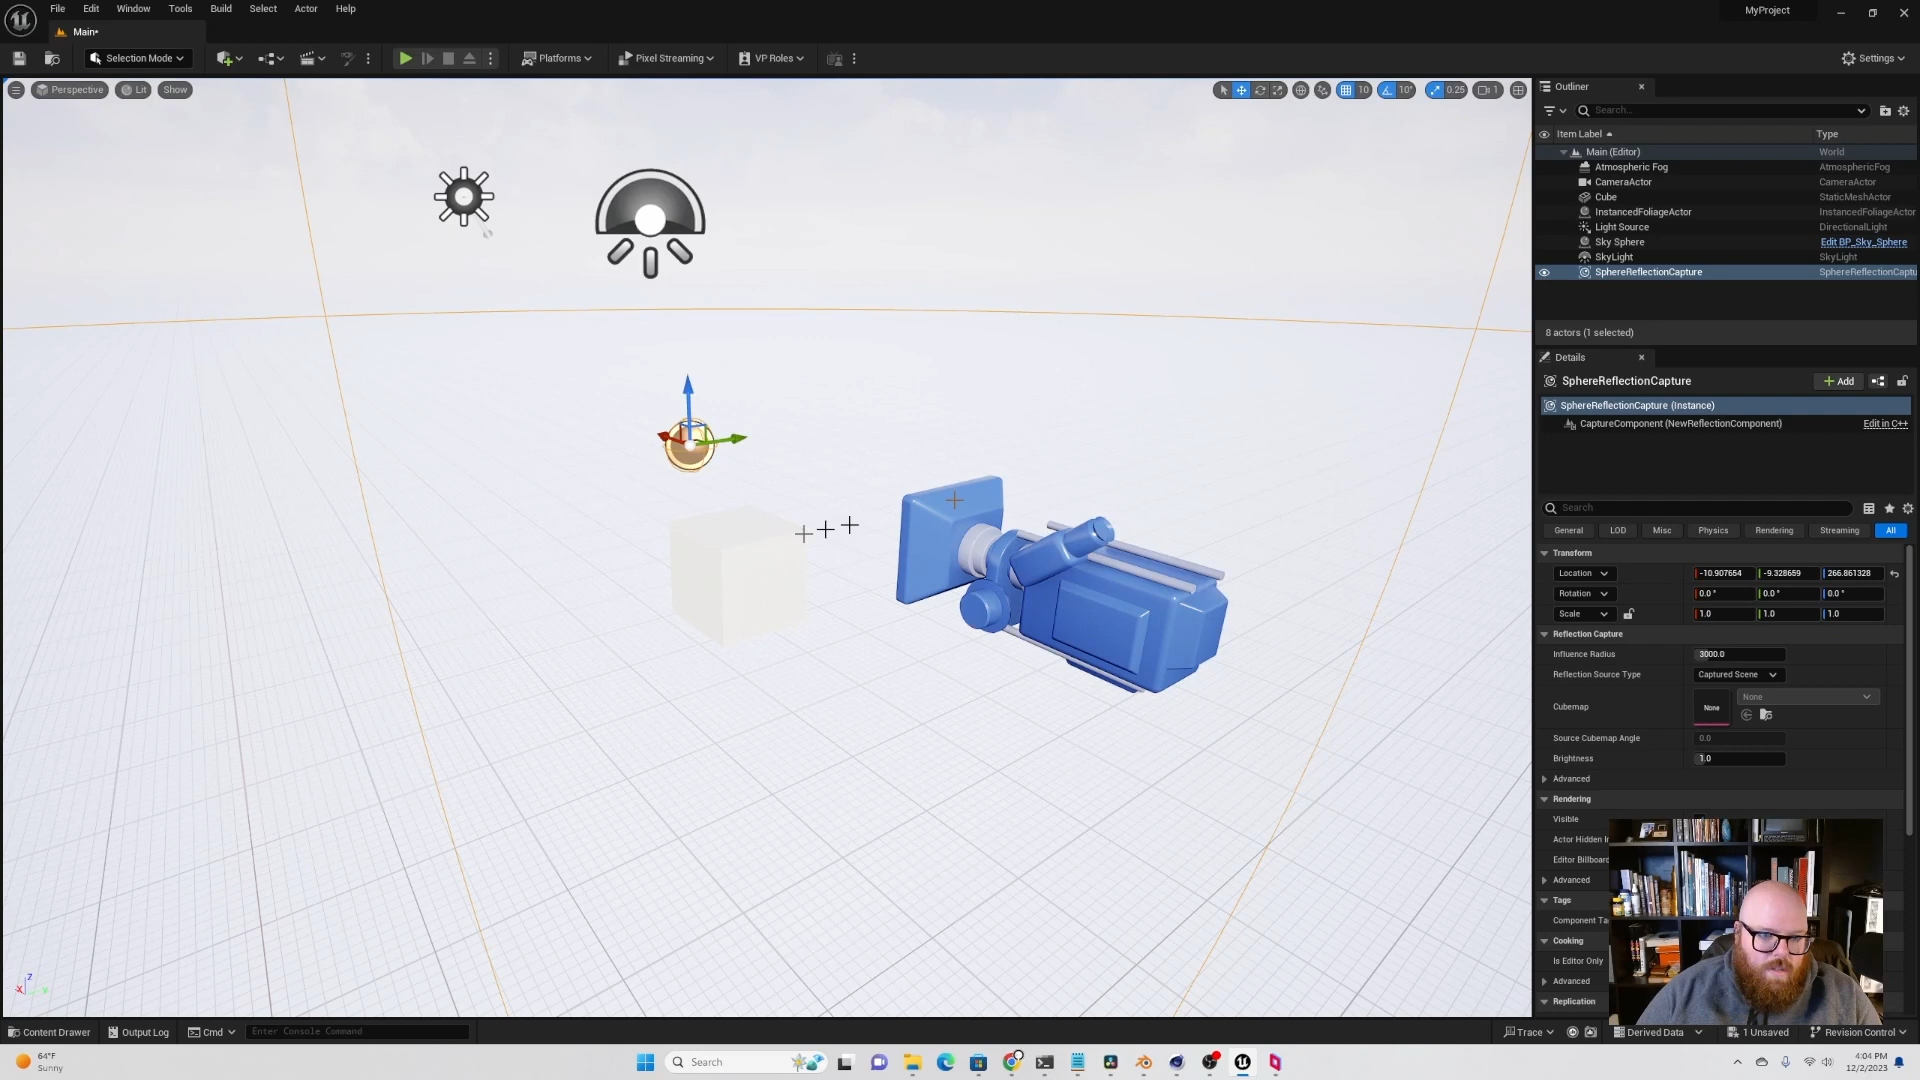 File Edit Window Tools Build Select Actor Help
MyProject
Main*
Selection Mode
Platforms
Pixel Streaming
VP Roles
Settings
Perspective
Lit
Show
10
10°
0.25
1
Outliner
Search...
Item Label
Type
Main (Editor)
World
Atmospheric Fog
AtmosphericFog
CameraActor
CameraActor
Cube
StaticMeshActor
InstancedFoliageActor
InstancedFoliageActor
Light Source
DirectionalLight
Sky Sphere
Edit BP_Sky_Sphere
SkyLight
SkyLight
SphereReflectionCapture
SphereReflectionCaptu
8 actors (1 selected)
Details
SphereReflectionCapture
+ Add
SphereReflectionCapture (Instance)
CaptureComponent (NewReflectionComponent)
Edit in C++
Search
General
LOD
Misc
Physics
Rendering
Streaming
All
Transform
Location
-10.907654
-9.328659
266.861328
Rotation
0.0 °
0.0 °
0.0 °
Scale
1.0
1.0
1.0
Reflection Capture
Influence Radius
3000.0
Reflection Source Type
Captured Scene
Cubemap
None
None
Source Cubemap Angle
0.0
Brightness
1.0
Advanced
Rendering
Visible
Actor Hidden I
Editor Billboard
Advanced
Tags
Component Ta
Cooking
Is Editor Only
Advanced
Replication
Z
X
Y
Content Drawer
Output Log
Cmd
Enter Console Command
Trace
Derived Data
1 Unsaved
Revision Control
64°F
Sunny
Search
4:04 PM
12/2/2023